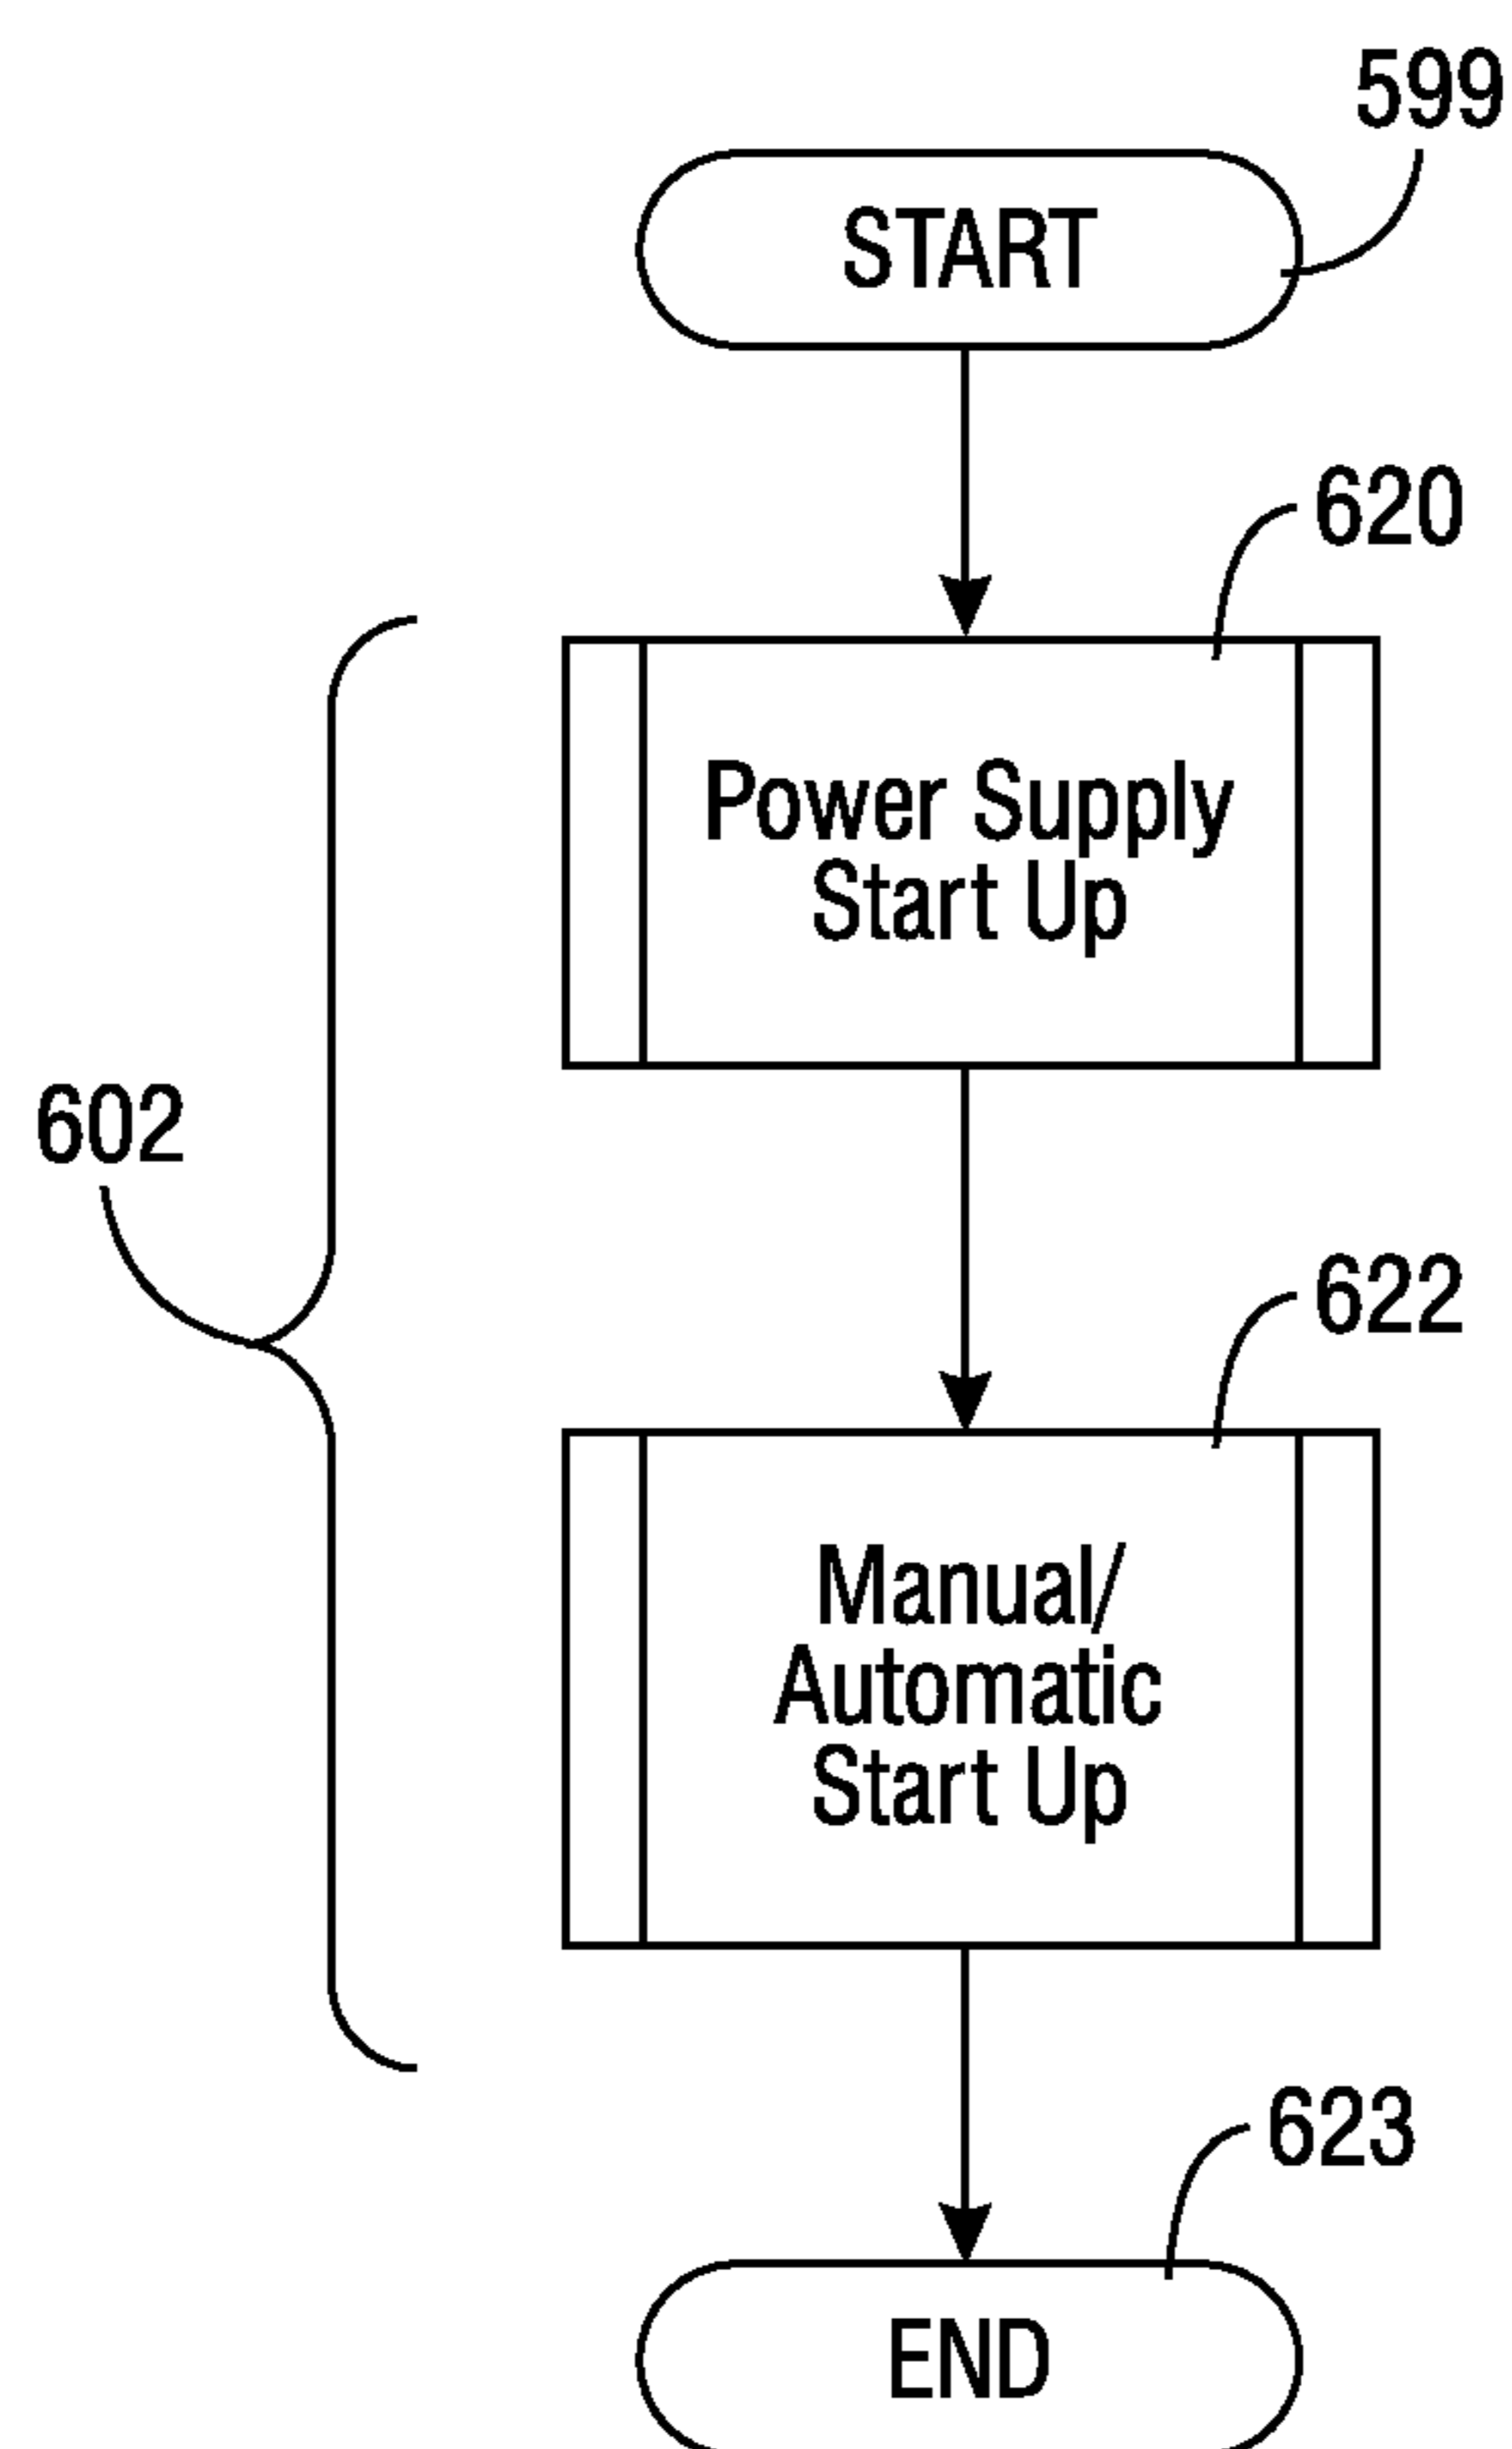 599
START
620
Power Supply
Start Up
602
622
Manual/
Automatic
Start Up
623
END